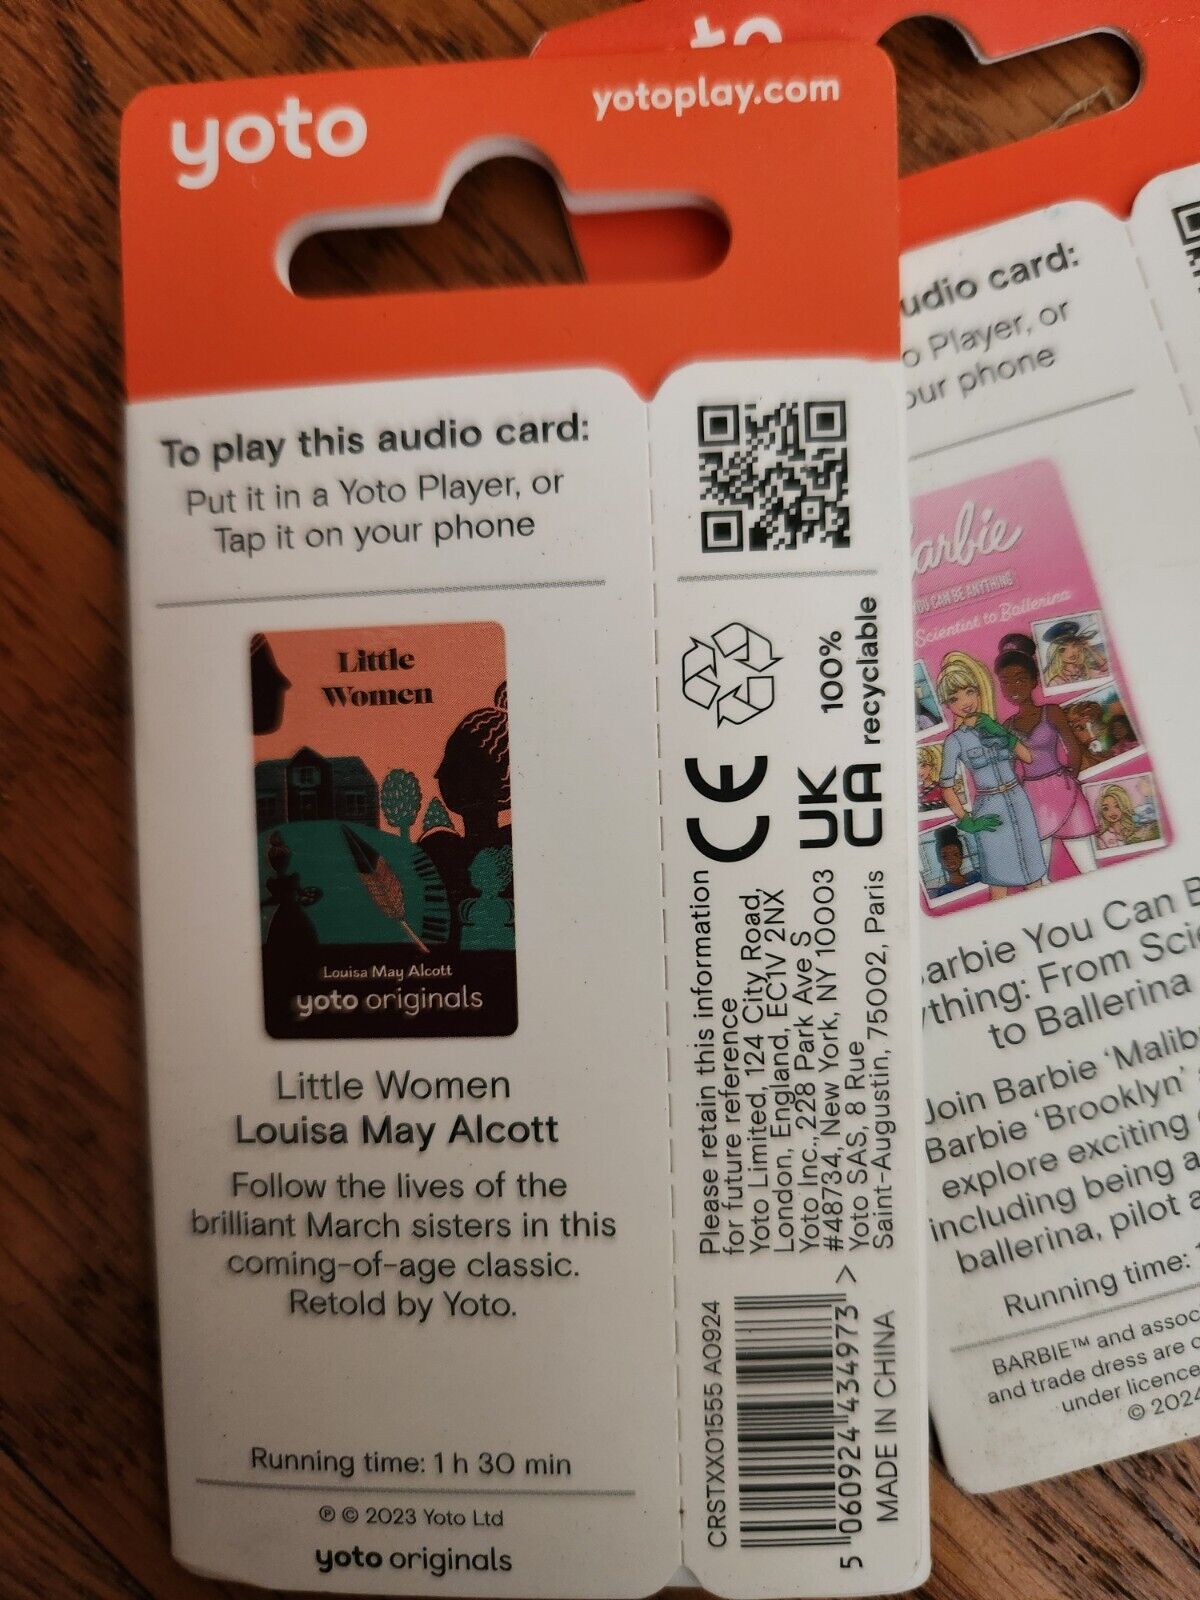 yoto
yotoplay.com
To play this audio card:
Put it in a Yoto Player, or
Tap it on your phone
Little
Women
Louisa May Alcott
yoto originals
Little Women
Louisa May Alcott
Follow the lives of the
brilliant March sisters in this
coming-of-age classic.
Retold by Yoto.
Running time: 1 h 30 min
℗ © 2023 Yoto Ltd
yoto originals
100%
recyclable
CE
UK
CA
Please retain this information
for future reference
Yoto Limited, 124 City Road,
London, England, EC1V 2NX
Yoto Inc., 228 Park Ave S
#48734, New York, NY 10003
Yoto SAS, 8 Rue
Saint-Augustin, 75002, Paris
CRSTXX01555 A0924
5 060924 434973 >
MADE IN CHINA
audio card:
Player, or
phone
Barbie
YOU CAN BE ANYTHING
Scientist to Ballerina
Barbie You Can B
ything: From Scie
to Ballerina
Join Barbie ‘Malib
Barbie ‘Brooklyn’
explore exciting
including being a
ballerina, pilot a
Running time:
BARBIE™ and assoc
and trade dress are o
under licence
© 2024